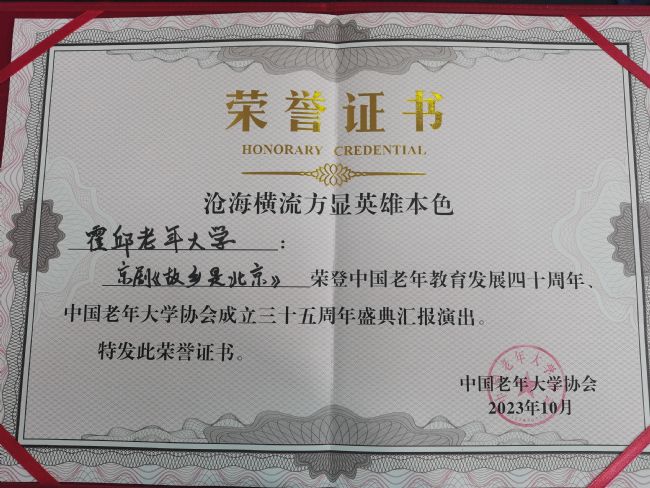 荣誉证书
HONORARY CREDENTIAL
沧海横流方显英雄本色
霍邱老年大学：
京剧《故乡是北京》荣登中国老年教育发展四十周年、
中国老年大学协会成立三十五周年盛典汇报演出。
特发此荣誉证书。
中国老年大学协会
2023年10月